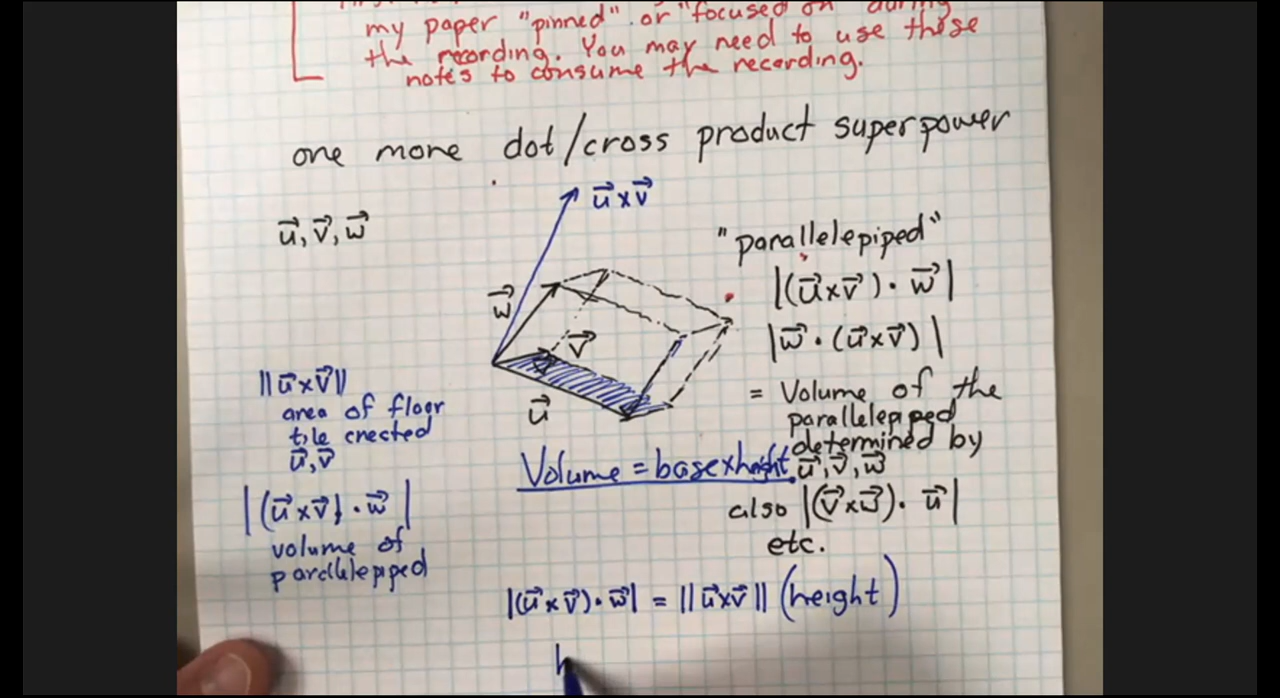 my paper "pinned" or "focused on" during
the recording. You may need to use these
notes to consume the recording.
one more dot/cross product superpower
u⃗, v⃗, w⃗
u⃗×v⃗
w⃗
v⃗
u⃗
"parallelepiped"
|(u⃗×v⃗)·w⃗|
|w⃗·(u⃗×v⃗)|
= Volume of the
parallelepiped
determined by
u⃗, v⃗, w⃗
also |(v⃗×w⃗)·u⃗|
etc.
||u⃗×v⃗||
area of floor
tile
u⃗, v⃗
|(u⃗×v⃗)·w⃗|
volume of
parallelepiped
Volume = base×height.
|(u⃗×v⃗)·w⃗| = ||u⃗×v⃗|| (height)